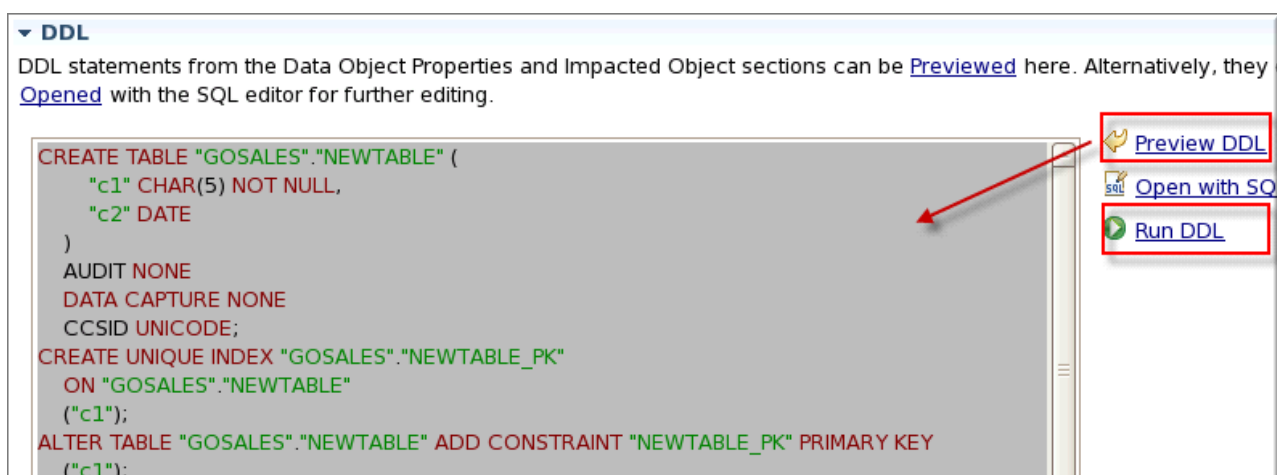 DDL
DDL statements from the Data Object Properties and Impacted Object sections can be Previewed here. Alternatively, they
Opened with the SQL editor for further editing.
CREATE TABLE "GOSALES"."NEWTABLE" (
"c1" CHAR(5) NOT NULL,
"c2" DATE
)
AUDIT NONE
DATA CAPTURE NONE
CCSID UNICODE;
CREATE UNIQUE INDEX "GOSALES"."NEWTABLE_PK"
ON "GOSALES"."NEWTABLE"
("c1");
ALTER TABLE "GOSALES"."NEWTABLE" ADD CONSTRAINT "NEWTABLE_PK" PRIMARY KEY
("c1");
Preview DDL
Open with SQ
Run DDL